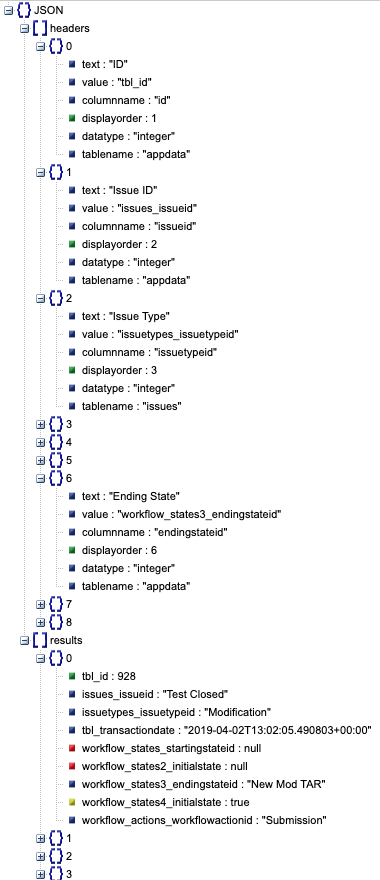 JSON
headers
0
text : "ID"
value : "tbl_id"
columnname : "id"
displayorder : 1
datatype : "integer"
tablename : "appdata"
1
text : "Issue ID"
value : "issues_issueid"
columnname : "issueid"
displayorder : 2
datatype : "integer"
tablename : "appdata"
2
text : "Issue Type"
value : "issuetypes_issuetypeid"
columnname : "issuetypeid"
displayorder : 3
datatype : "integer"
tablename : "issues"
3
4
5
6
text : "Ending State"
value : "workflow_states3_endingstateid"
columnname : "endingstateid"
displayorder : 6
datatype : "integer"
tablename : "appdata"
7
8
results
0
tbl_id : 928
issues_issueid : "Test Closed"
issuetypes_issuetypeid : "Modification"
tbl_transactiondate : "2019-04-02T13:02:05.490803+00:00"
workflow_states_startingstateid : null
workflow_states2_initialstate : null
workflow_states3_endingstateid : "New Mod TAR"
workflow_states4_initialstate : true
workflow_actions_workflowactionid : "Submission"
1
2
3